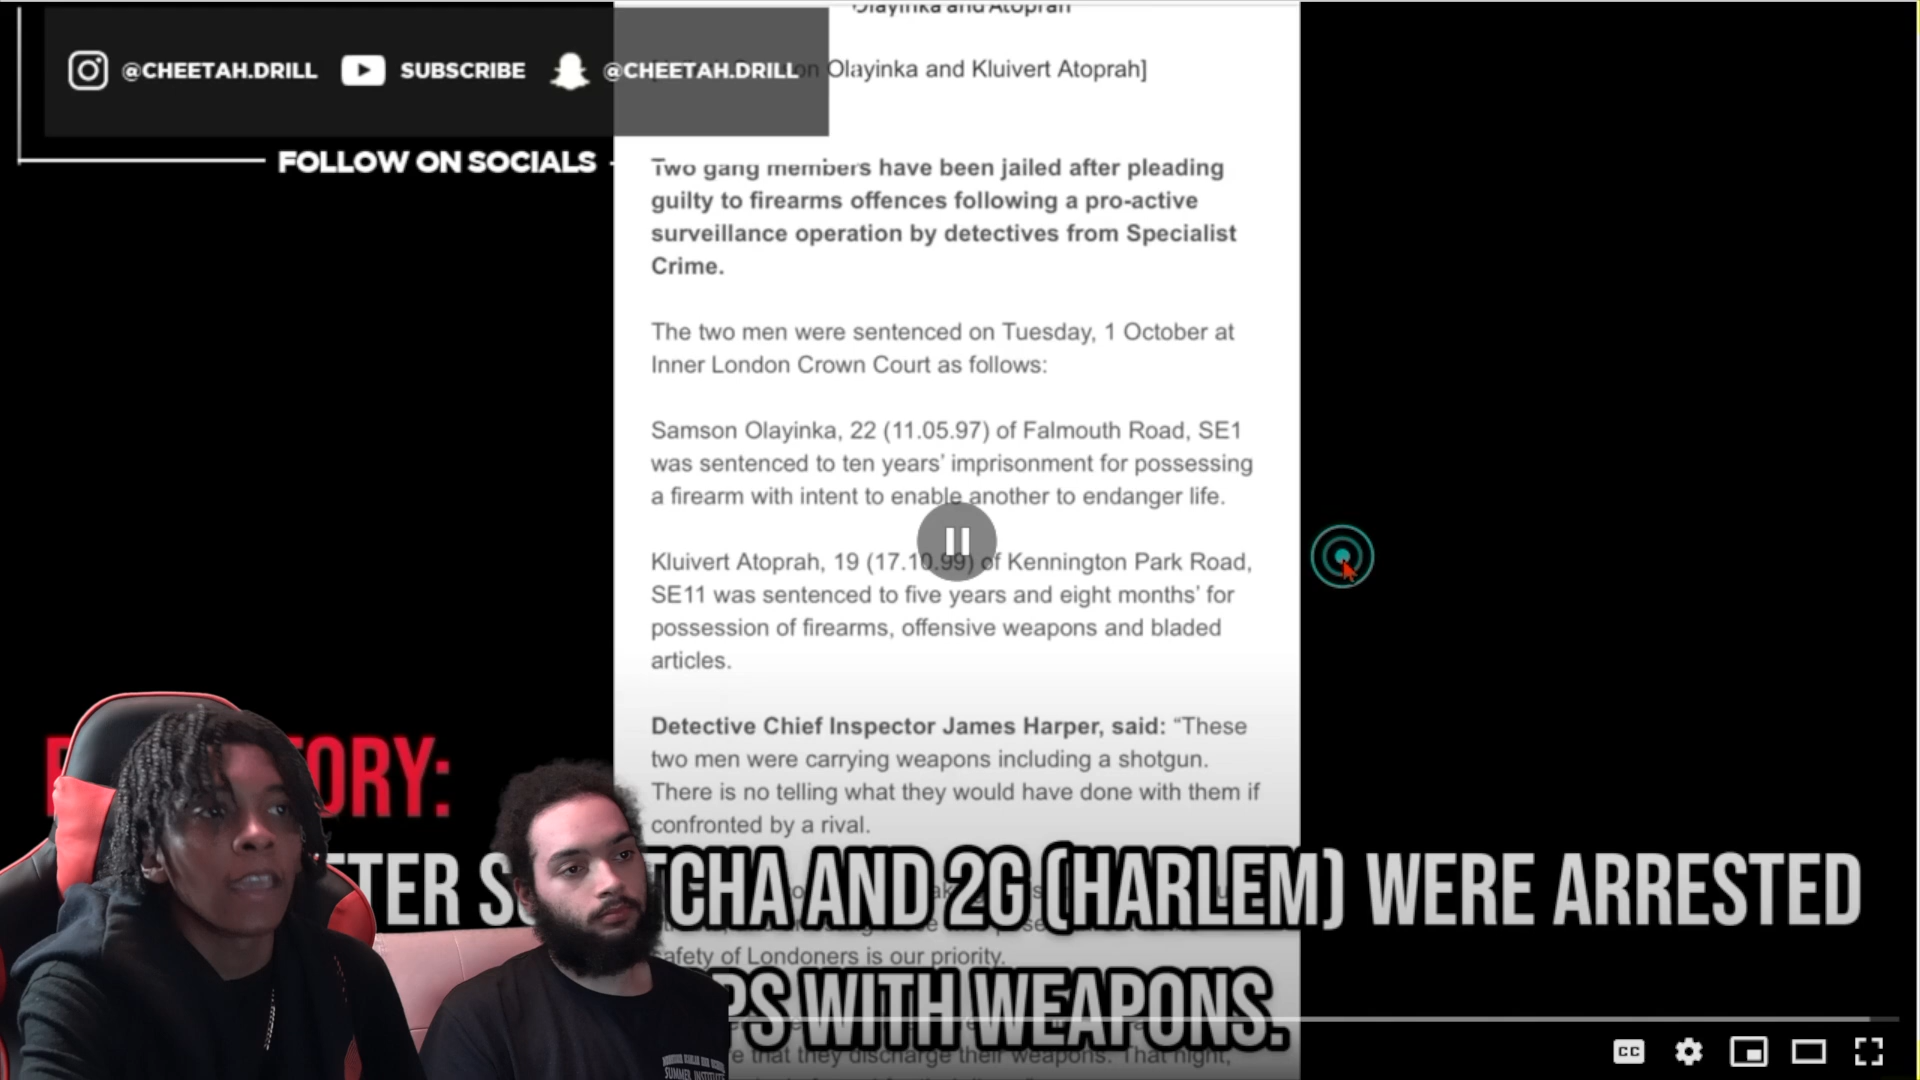 Olayinka and Atoprah
@CHEETAH.DRILL SUBSCRIBE @CHEETAH.DRILL
Olayinka and Kluivert Atoprah]
FOLLOW ON SOCIALS
Two gang members have been jailed after pleading
guilty to firearms offences following a pro-active
surveillance operation by detectives from Specialist
Crime.
The two men were sentenced on Tuesday, 1 October at
Inner London Crown Court as follows:
Samson Olayinka, 22 (11.05.97) of Falmouth Road, SE1
was sentenced to ten years’ imprisonment for possessing
a firearm with intent to enable another to endanger life.
Kluivert Atoprah, 19 (17.10.99) of Kennington Park Road,
SE11 was sentenced to five years and eight months’ for
possession of firearms, offensive weapons and bladed
articles.
Detective Chief Inspector James Harper, said: “These
two men were carrying weapons including a shotgun.
There is no telling what they would have done with them if
confronted by a rival.
TORY:
TCHA AND 2G (HARLEM) WERE ARRESTED
safety of Londoners is our priority.
WITH WEAPONS.
that they discharge their weapons. That night,
SUMMER INSTITUTE
CC